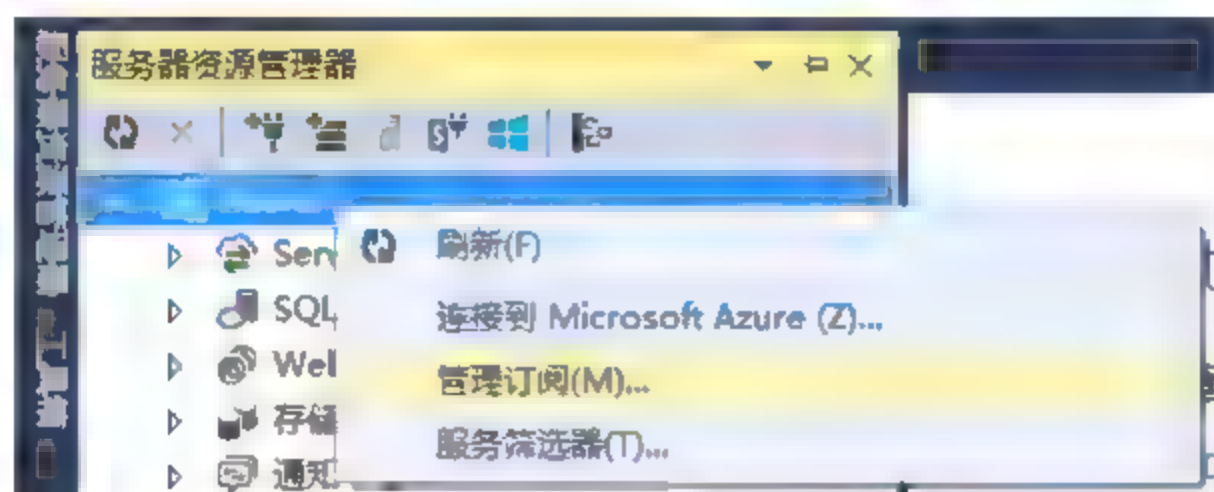 服务器资源管理器
刷新(F)
Ser
连接到 Microsoft Azure (Z)...
SQL
管理订阅(M)...
We
服务筛选器(T)...
存储
通知